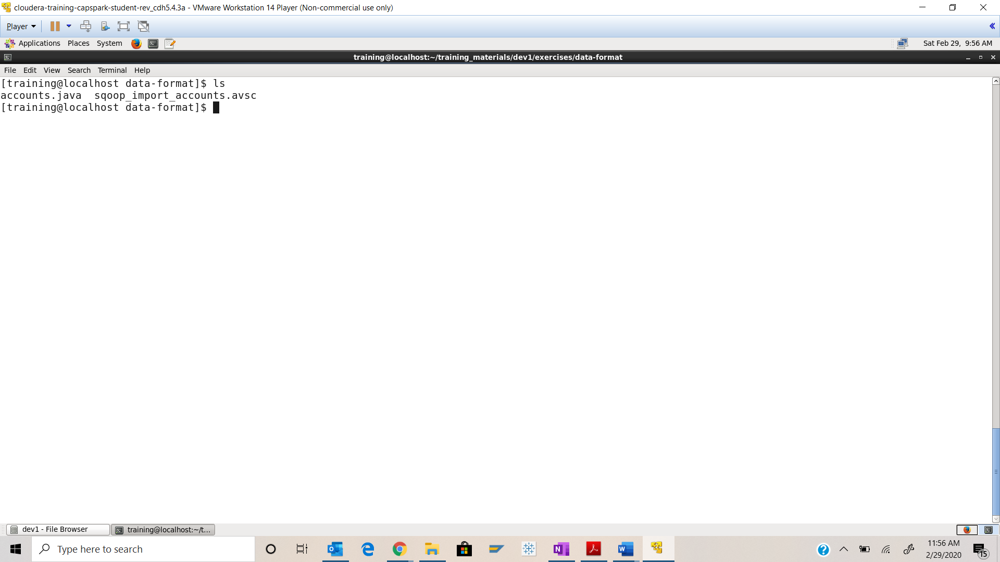 cloudera-training-capspark-student-rev_cdh5.4.3a - VMware Workstation 14 Player (Non-commercial use only)
Player
Applications Places System Sat Feb 29, 9:56 AM
training@localhost:~/training_materials/dev1/exercises/data-format
File Edit View Search Terminal Help
[training@localhost data-format]$ ls
accounts.java sqoop_import_accounts.avsc
[training@localhost data-format]$
dev1 - File Browser training@localhost:~/t...
Type here to search
11:56 AM
2/29/2020
15